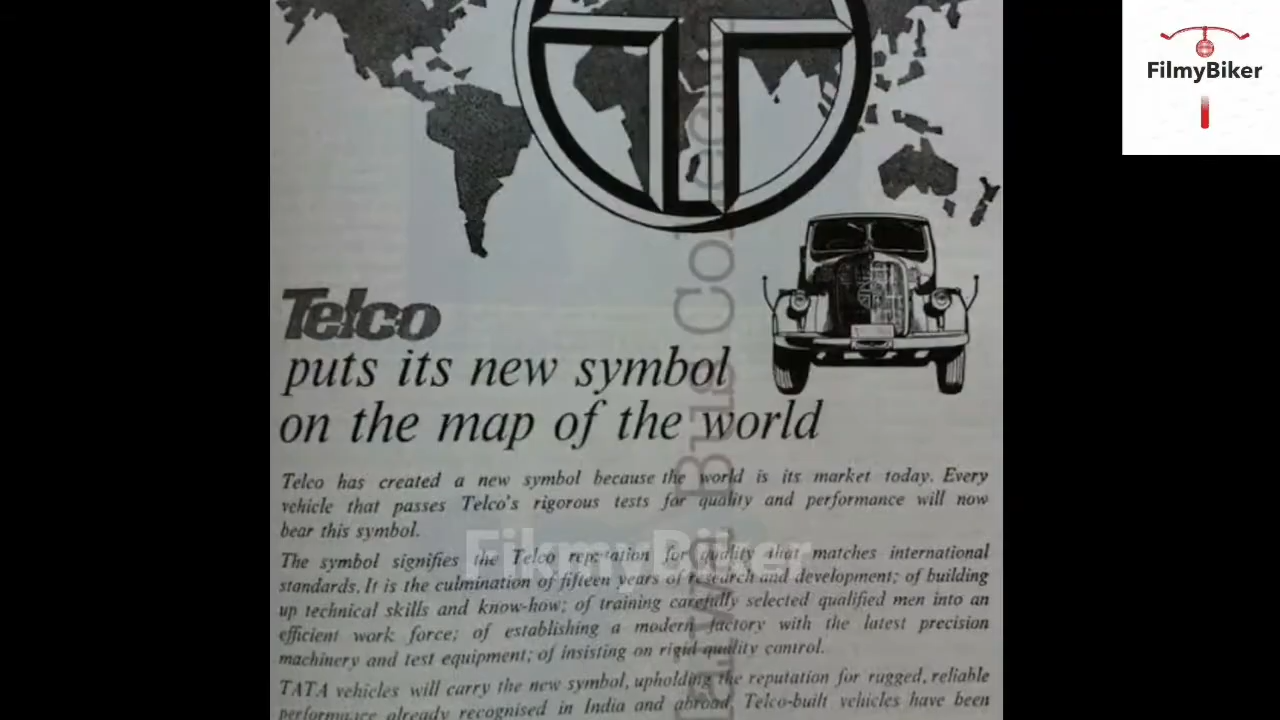 FilmyBiker
Telco
puts its new symbol
on the map of the world
Telco has created a new symbol because the world is its market today. Every
vehicle that passes Telco's rigorous tests for quality and performance will now
bear this symbol.
FikmyBiker
The symbol signifies the Telco reputation for quality that matches international
standards. It is the culmination of fifteen years of research and development; of building
up technical skills and know-how; of training carefully selected qualified men into an
efficient work force; of establishing a modern factory with the latest precision
machinery and test equipment; of insisting on rigid quality control.
TATA vehicles will carry the new symbol, upholding the reputation for rugged, reliable
performance already recognised in India and abroad. Telco-built vehicles have been